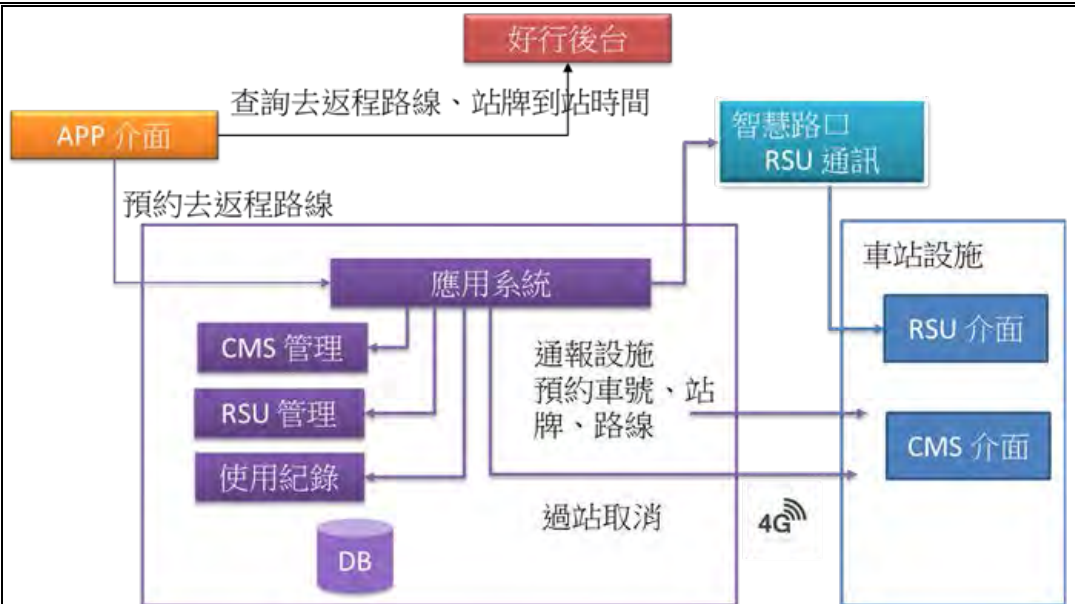 好行後台
查詢去返程路線、站牌到站時間
APP 介面
智慧路口
RSU 通訊
預約去返程路線
應用系統
車站設施
CMS 管理
RSU 管理
使用紀錄
DB
通報設施
預約車號、站
牌、路線
過站取消
4G
RSU 介面
CMS 介面